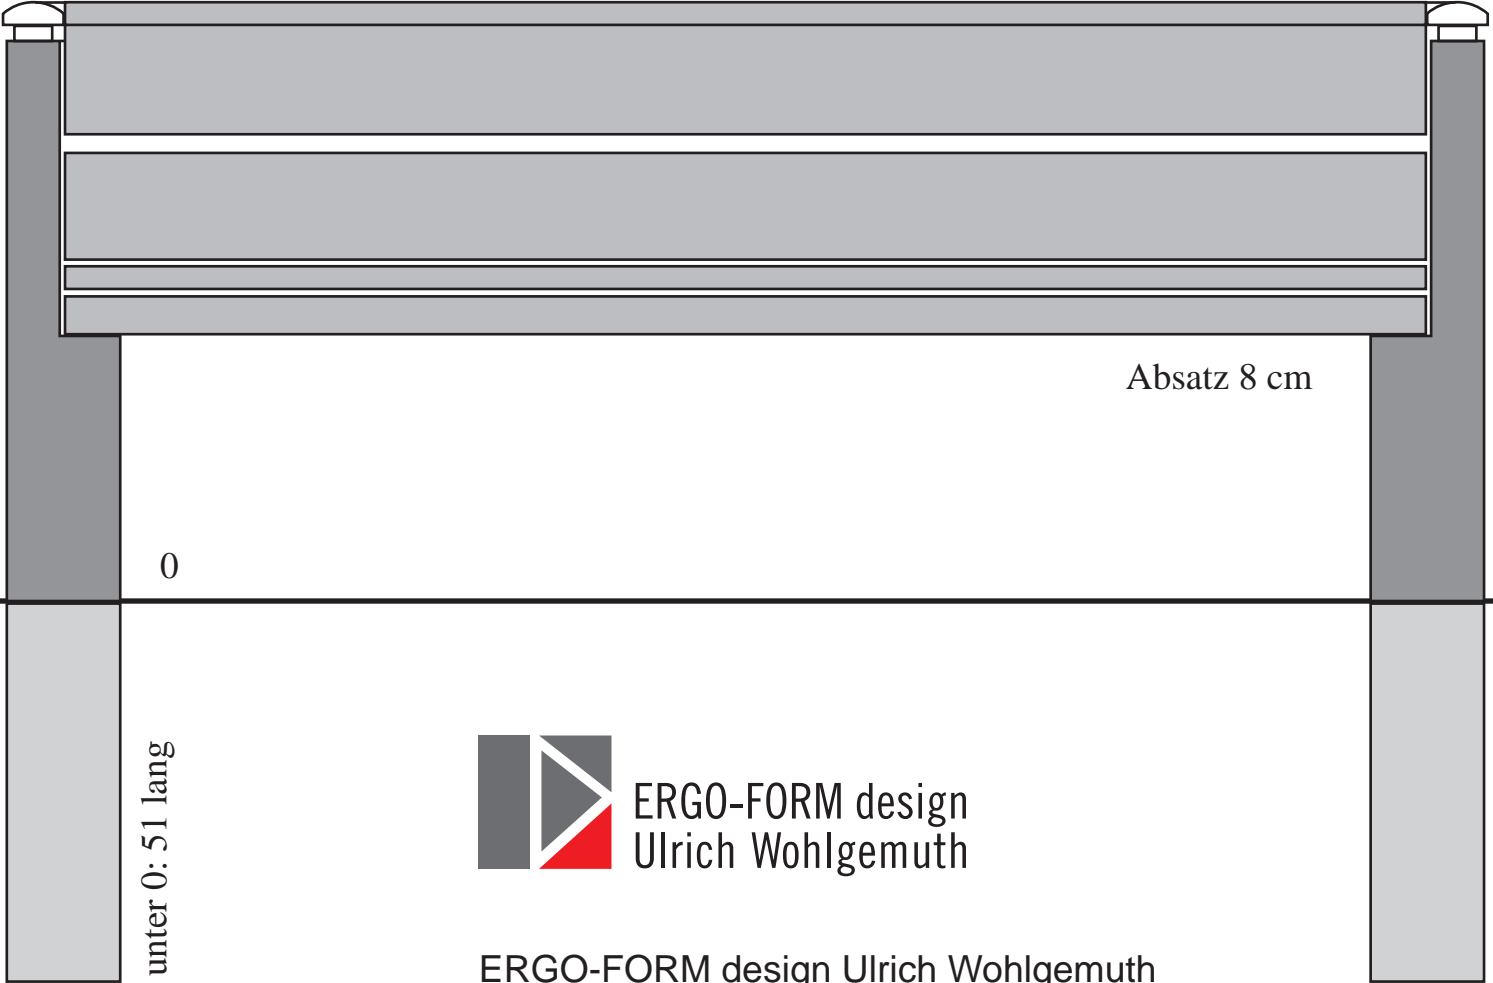 Absatz 8 cm
0
unter 0: 51 lang
ERGO-FORM design
Ulrich Wohlgemuth
ERGO-FORM design Ulrich Wohlgemuth